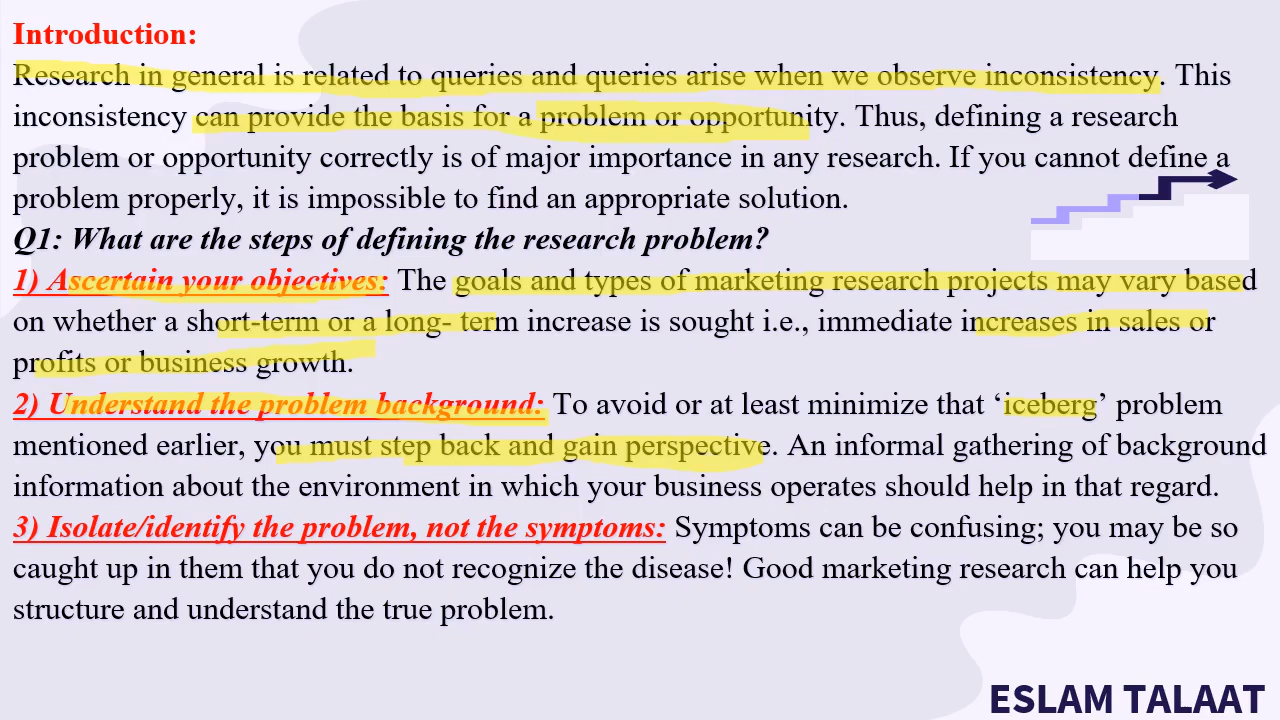 Introduction:
Research in general is related to queries and queries arise when we observe inconsistency. This
inconsistency can provide the basis for a problem or opportunity. Thus, defining a research
problem or opportunity correctly is of major importance in any research. If you cannot define a
problem properly, it is impossible to find an appropriate solution.
Q1: What are the steps of defining the research problem?
1) Ascertain your objectives: The goals and types of marketing research projects may vary based
on whether a short-term or a long- term increase is sought i.e., immediate increases in sales or
profits or business growth.
2) Understand the problem background: To avoid or at least minimize that ‘iceberg’ problem
mentioned earlier, you must step back and gain perspective. An informal gathering of background
information about the environment in which your business operates should help in that regard.
3) Isolate/identify the problem, not the symptoms: Symptoms can be confusing; you may be so
caught up in them that you do not recognize the disease! Good marketing research can help you
structure and understand the true problem.
ESLAM TALAAT